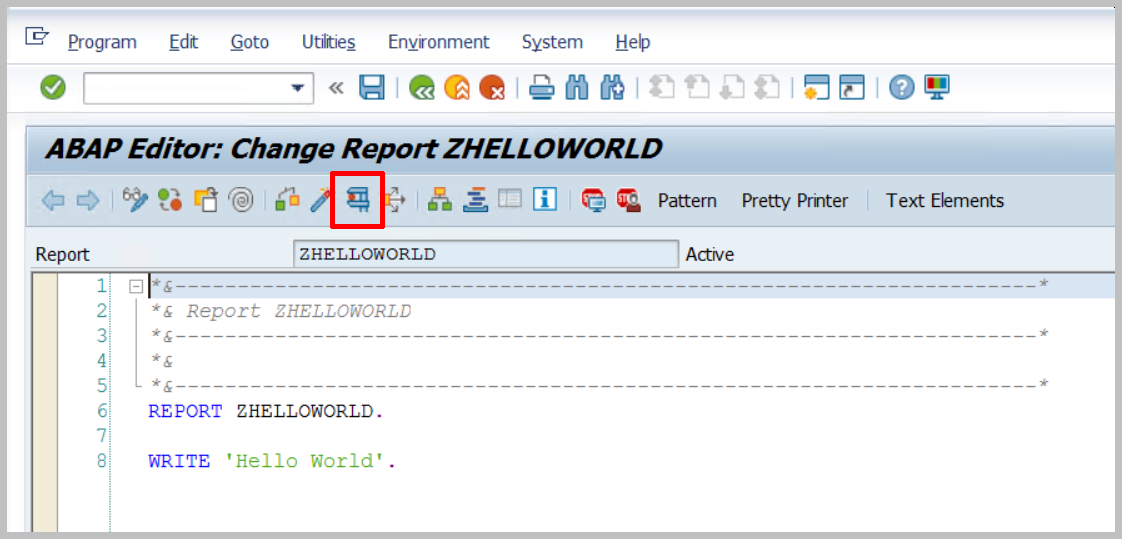 Program Edit Goto Utilities Environment System Help
ABAP Editor: Change Report ZHELLOWORLD
Pattern Pretty Printer Text Elements
Report ZHELLOWORLD Active
1 *&---------------------------------------------------------------------*
2 *& Report ZHELLOWORLD
3 *&---------------------------------------------------------------------*
4 *&
5 *&---------------------------------------------------------------------*
6 REPORT ZHELLOWORLD.
7
8 WRITE 'Hello World'.